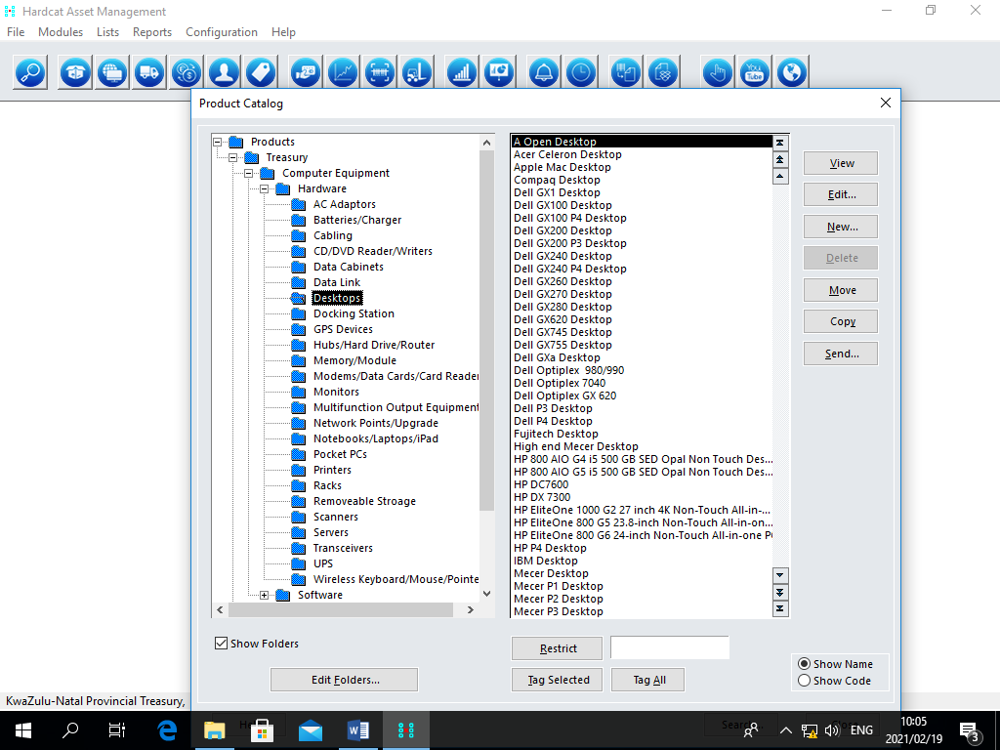 Hardcat Asset Management
File Modules Lists Reports Configuration Help
You Tube
Product Catalog
Products
Treasury
Computer Equipment
Hardware
AC Adaptors
Batteries/Charger
Cabling
CD/DVD Reader/Writers
Data Cabinets
Data Link
Desktops
Docking Station
GPS Devices
Hubs/Hard Drive/Router
Memory/Module
Modems/Data Cards/Card Reader
Monitors
Multifunction Output Equipment
Network Points/Upgrade
Notebooks/Laptops/iPad
Pocket PCs
Printers
Racks
Removeable Stroage
Scanners
Servers
Transceivers
UPS
Wireless Keyboard/Mouse/Pointe
Software
A Open Desktop
Acer Celeron Desktop
Apple Mac Desktop
Compaq Desktop
Dell GX1 Desktop
Dell GX100 Desktop
Dell GX100 P4 Desktop
Dell GX200 Desktop
Dell GX200 P3 Desktop
Dell GX240 Desktop
Dell GX240 P4 Desktop
Dell GX260 Desktop
Dell GX270 Desktop
Dell GX280 Desktop
Dell GX620 Desktop
Dell GX745 Desktop
Dell GX755 Desktop
Dell GXa Desktop
Dell Optiplex 980/990
Dell Optiplex 7040
Dell Optiplex GX 620
Dell P3 Desktop
Dell P4 Desktop
Fujitech Desktop
High end Mecer Desktop
HP 800 AIO G4 i5 500 GB SED Opal Non Touch Des...
HP 800 AIO G5 i5 500 GB SED Opal Non Touch Des...
HP DC7600
HP DX 7300
HP EliteOne 1000 G2 27 inch 4K Non-Touch All-in-...
HP EliteOne 800 G5 23.8-inch Non-Touch All-in-on...
HP EliteOne 800 G6 24-inch Non-Touch All-in-one P
HP P4 Desktop
IBM Desktop
Mecer Desktop
Mecer P1 Desktop
Mecer P2 Desktop
Mecer P3 Desktop
View
Edit...
New...
Delete
Move
Copy
Send...
Show Folders
Edit Folders...
Restrict
Tag Selected Tag All
Show Name
Show Code
KwaZulu-Natal Provincial Treasury,
ENG
10:05
2021/02/19
3